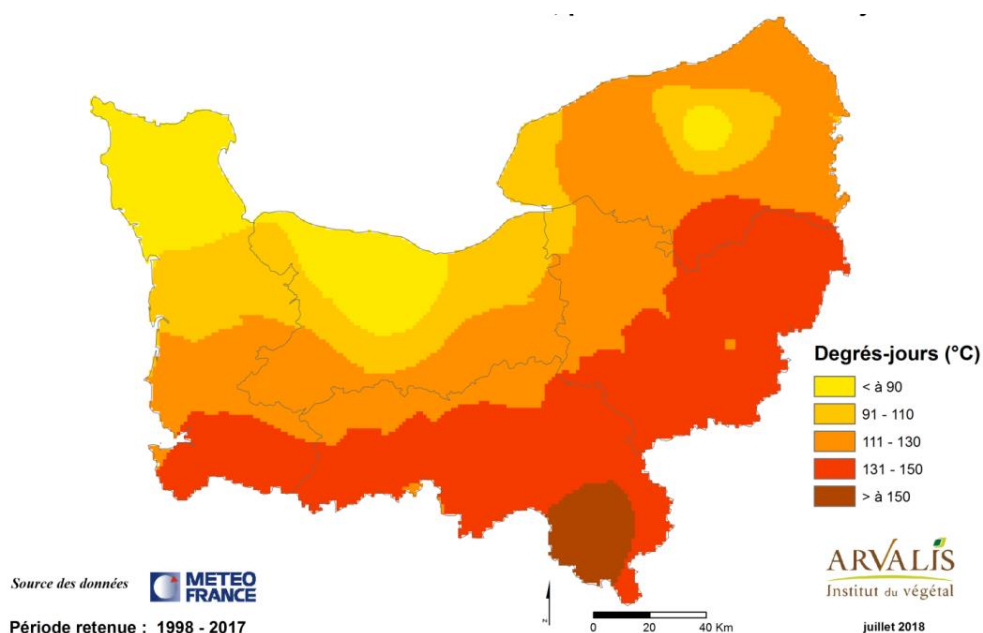 Degrés-jours (°C)
< à 90
91 - 110
111 - 130
131 - 150
> à 150
ARVALIS
Institut du végétal
Source des données
METEO
FRANCE
z
0 20 40 Km
Période retenue : 1998 - 2017
juillet 2018